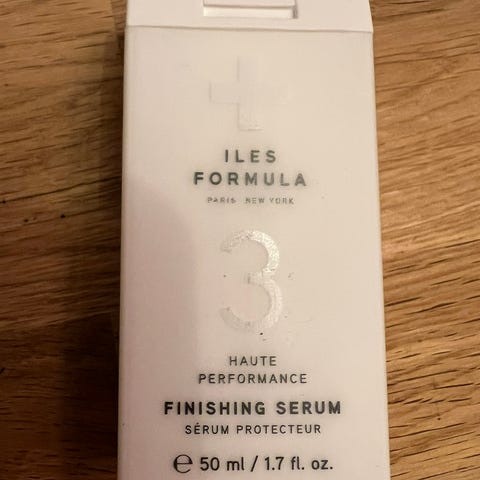 ILES
FORMULA
PARIS NEW YORK
3
HAUTE
PERFORMANCE
FINISHING SERUM
SÉRUM PROTECTEUR
℮ 50 ml / 1.7 fl. oz.